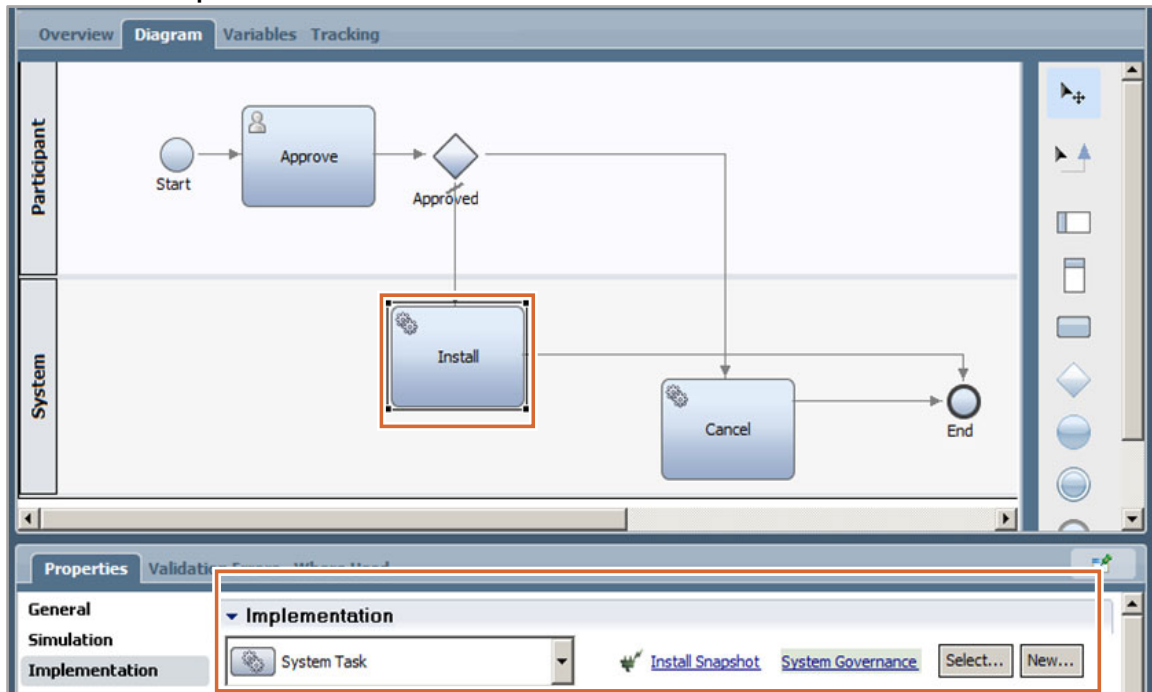 Overview Diagram Variables Tracking
Participant
Approve
Start
Approved
System
Install
Cancel
End
Properties
General
Implementation
Simulation
System Task Install Snapshot System Governance Select... New...
Implementation